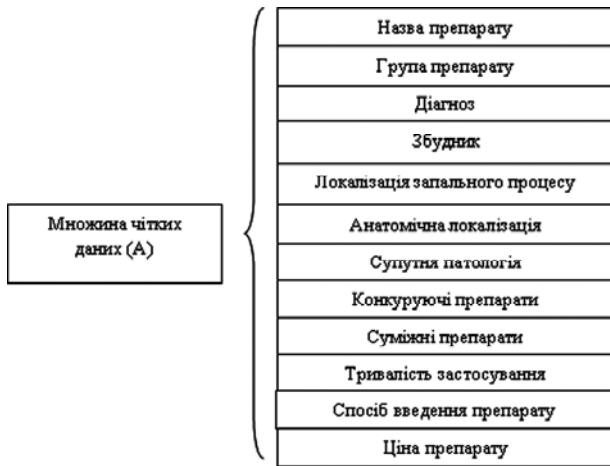 Множина чітких
даних (А)
Назва препарату
Група препарату
Діагноз
Збудник
Локалізація запального процесу
Анатомічна локалізація
Супутня патологія
Конкуруючі препарати
Суміжні препарати
Тривалість застосування
Спосіб введення препарату
Ціна препарату